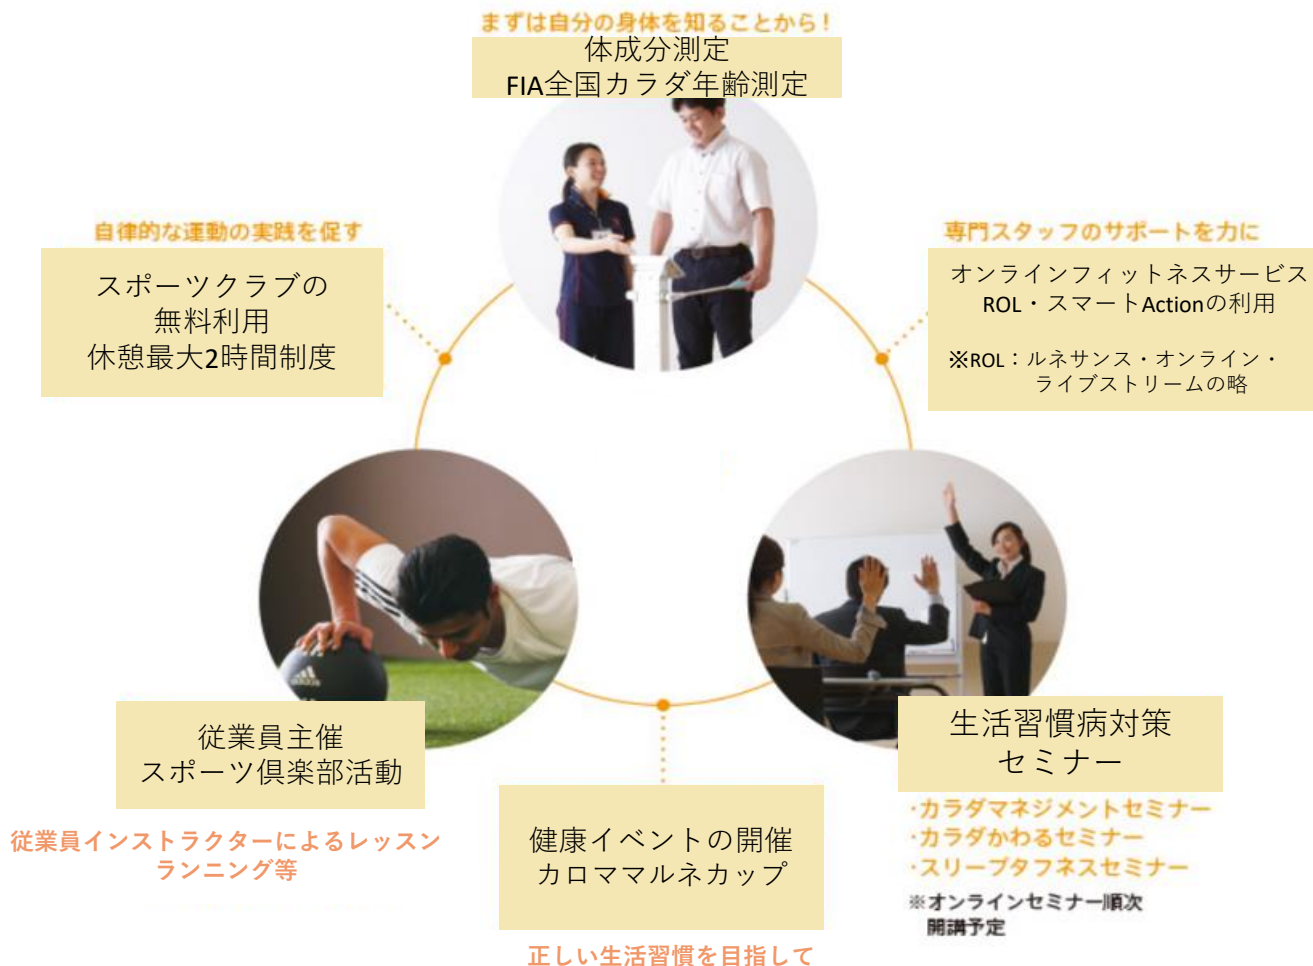 まずは自分の身体を知ることから!
体成分測定
FIA全国カラダ年齢測定
自律的な運動の実践を促す
スポーツクラブの
無料利用
休憩最大2時間制度
専門スタッフのサポートを力に
オンラインフィットネスサービス
ROL・スマートActionの利用
※ROL：ルネサンス・オンライン・
ライブストリームの略
adidas
従業員主催
スポーツ倶楽部活動
従業員インストラクターによるレッスン
ランニング等
健康イベントの開催
カロママルネカップ
正しい生活習慣を目指して
生活習慣病対策
セミナー
・カラダマネジメントセミナー
・カラダかわるセミナー
・スリープタフネスセミナー
※オンラインセミナー順次
開講予定